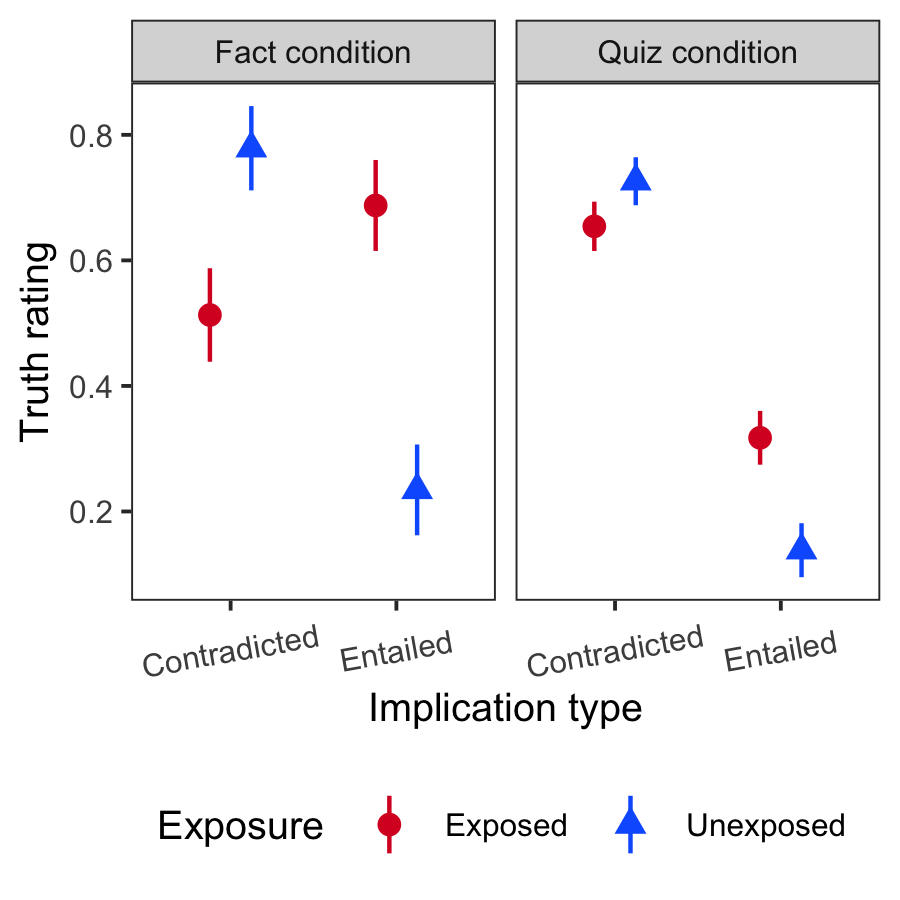 Fact condition
Quiz condition
Truth rating
0.8
0.6
0.4
0.2
Contradicted
Entailed
Contradicted
Entailed
Implication type
Exposure
Exposed
Unexposed